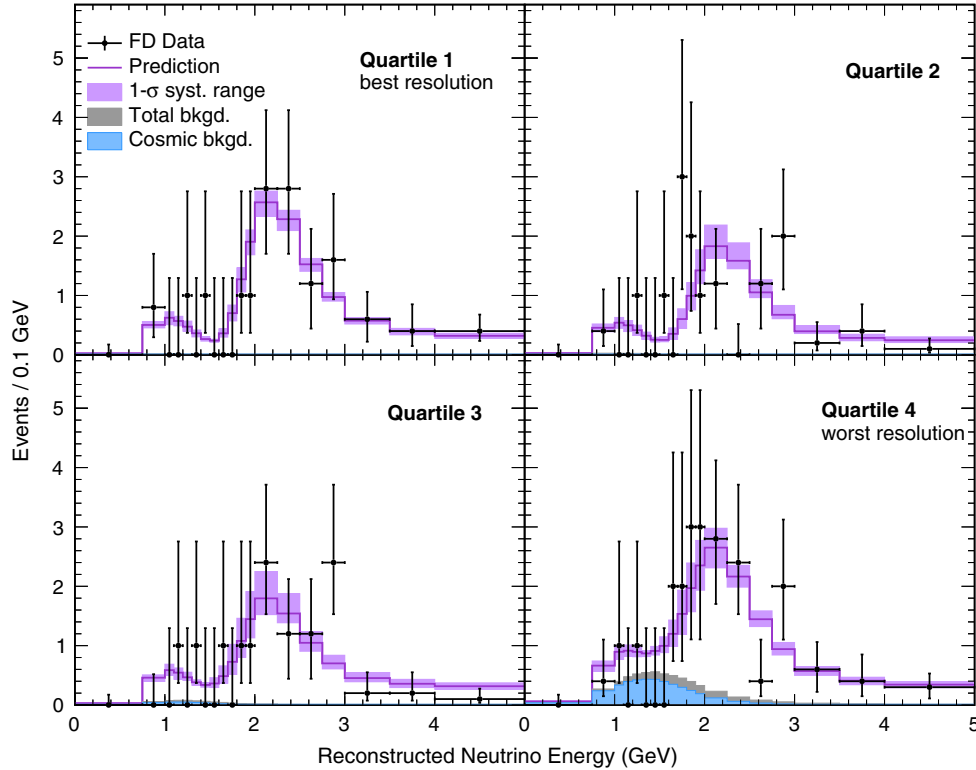 FD Data
Prediction
1-σ syst. range
Total bkgd.
Cosmic bkgd.
Quartile 1
best resolution
Quartile 2
Quartile 3
Quartile 4
worst resolution
5
4
3
2
1
0
5
4
3
2
1
0
0 1 2 3 4 0 1 2 3 4 5
Events / 0.1 GeV
Reconstructed Neutrino Energy (GeV)